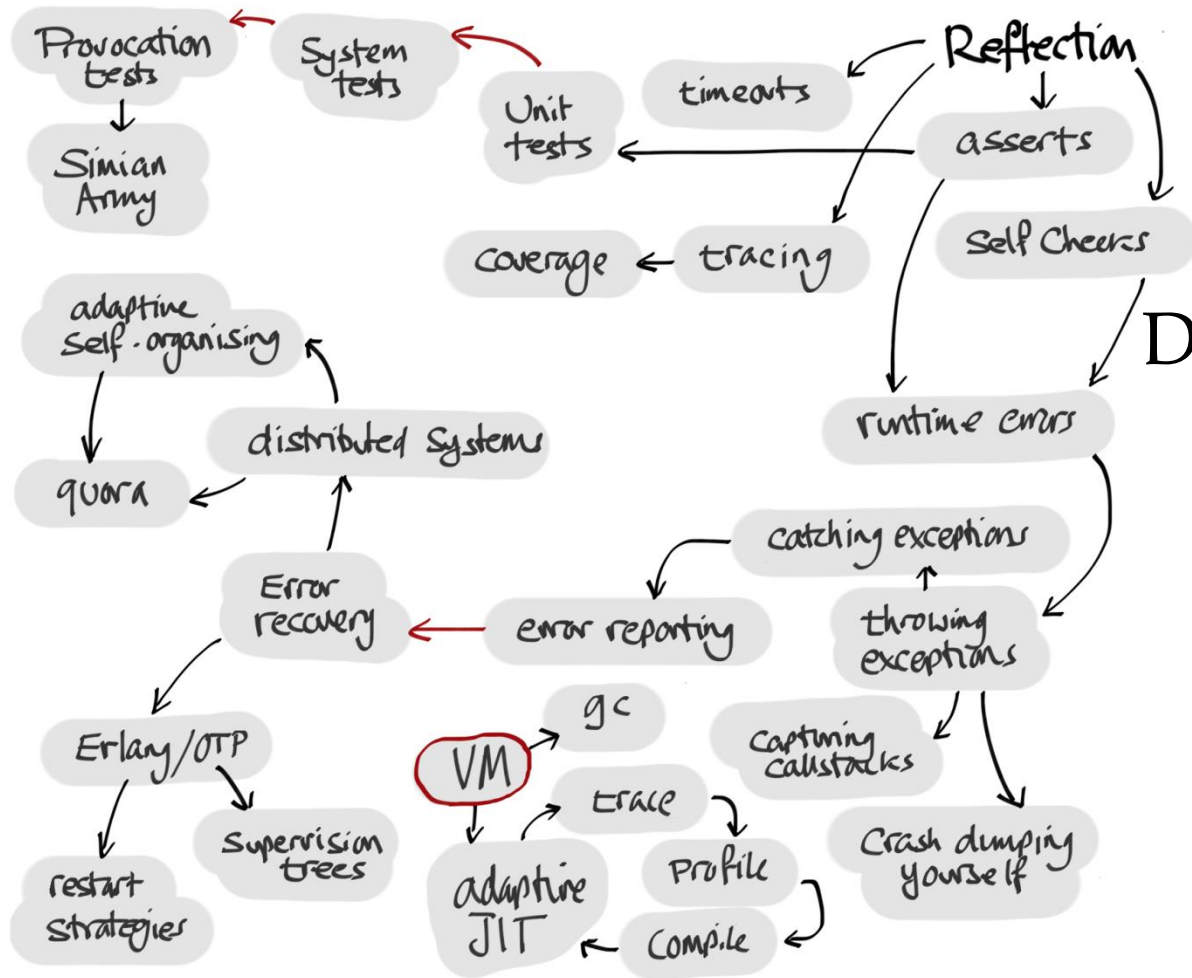 Provocation
tests
System
tests
Unit
tests
timeouts
Reflection
asserts
Simian
Army
Self Checks
coverage
tracing
adaptive
self-organising
D
runtime errors
distributed systems
quora
catching exceptions
Error
recovery
error reporting
throwing
exceptions
gc
Erlang/OTP
VM
Capturing
callstacks
trace
Supervision
trees
Crash dumping
yourself
restart
strategies
adaptive
JIT
Profile
Compile